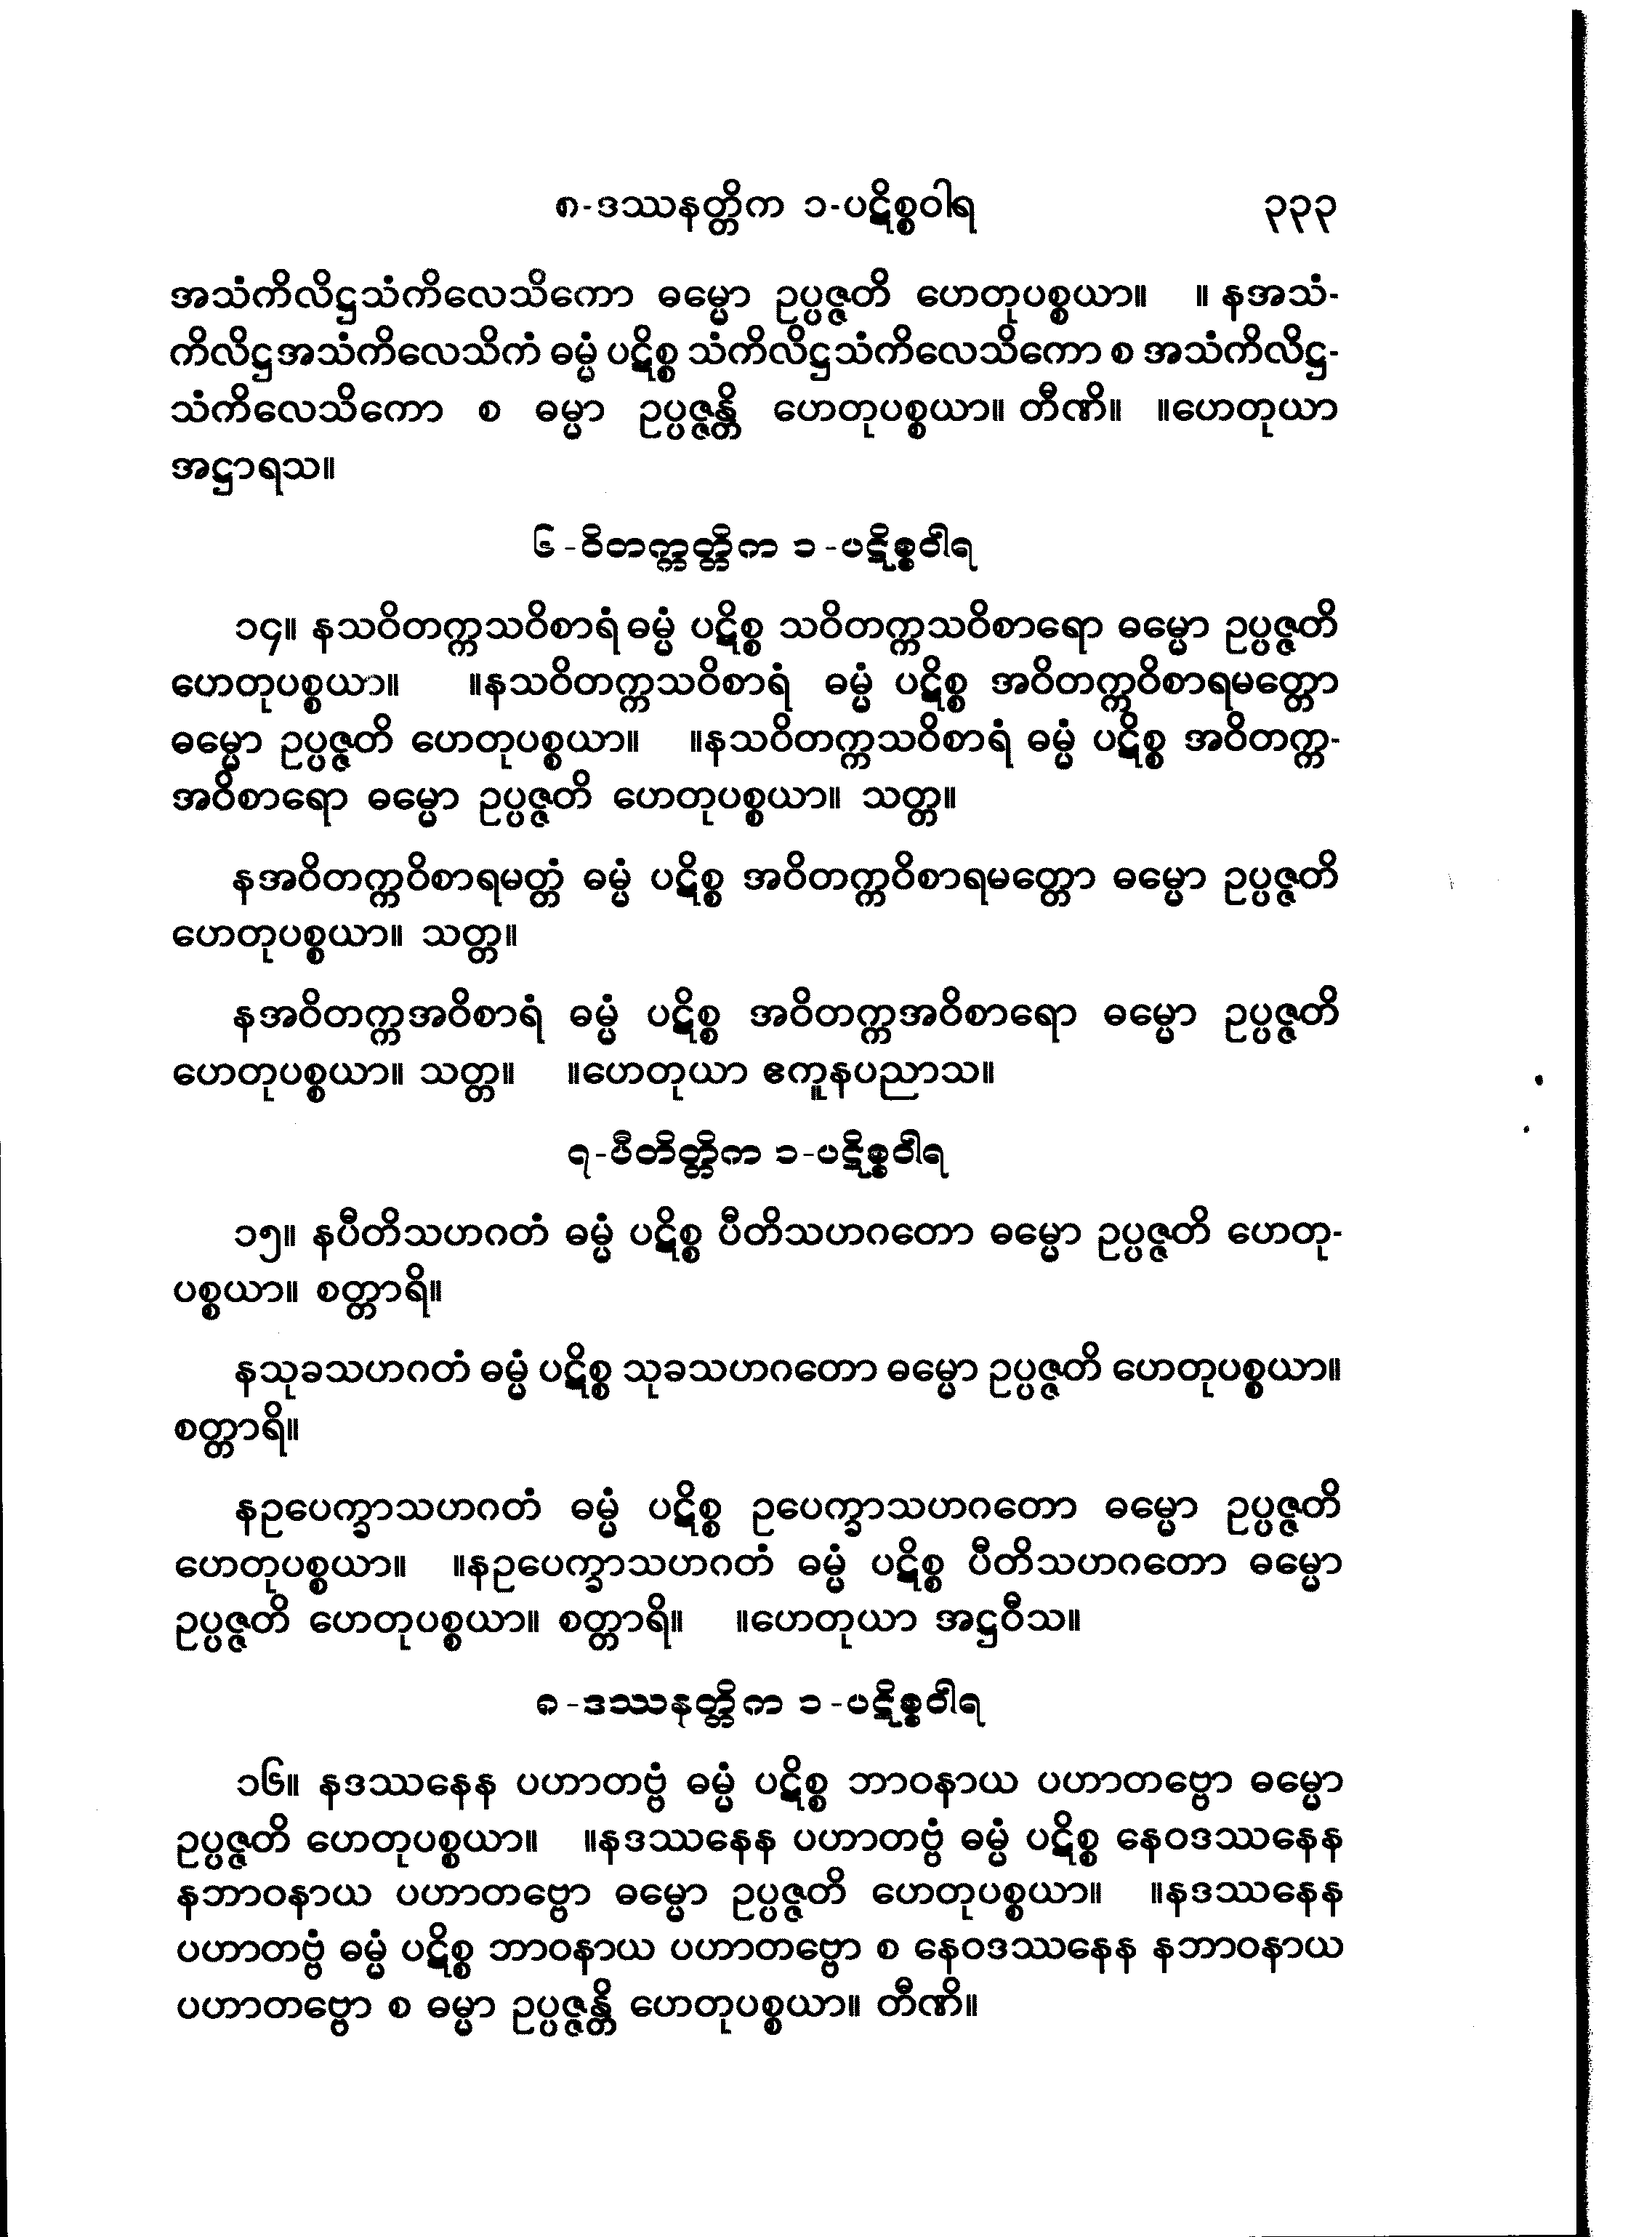 ၈-ဒဿနတ္တိက ၁-ပဋိစ္စဝါရ ၃၃၃
အသံကိလိဋ္ဌသံကိလေသိကော ဓမ္မော ဥပ္ပဇ္ဇတိ ဟေတုပစ္စယာ။ ။ နအသံ-
ကိလိဋ္ဌအသံကိလေသိကံ ဓမ္မံ ပဋိစ္စ သံကိလိဋ္ဌသံကိလေသိကော စ အသံကိလိဋ္ဌ-
သံကိလေသိကော စ ဓမ္မာ ဥပ္ပဇ္ဇန္တိ ဟေတုပစ္စယာ။ တီဏိ။ ။ဟေတုယာ
အဋ္ဌာရသ။
၆-ဝိတက္ကတ္တိက ၁-ပဋိစ္စဝါရ
၁၄။ နသဝိတက္ကသဝိစာရံ ဓမ္မံ ပဋိစ္စ သဝိတက္ကသဝိစာရော ဓမ္မော ဥပ္ပဇ္ဇတိ
ဟေတုပစ္စယာ။ ။နသဝိတက္ကသဝိစာရံ ဓမ္မံ ပဋိစ္စ အဝိတက္ကဝိစာရမတ္တော
ဓမ္မော ဥပ္ပဇ္ဇတိ ဟေတုပစ္စယာ။ ။နသဝိတက္ကသဝိစာရံ ဓမ္မံ ပဋိစ္စ အဝိတက္က-
အဝိစာရော ဓမ္မော ဥပ္ပဇ္ဇတိ ဟေတုပစ္စယာ။ သတ္တ။
နအဝိတက္ကဝိစာရမတ္တံ ဓမ္မံ ပဋိစ္စ အဝိတက္ကဝိစာရမတ္တော ဓမ္မော ဥပ္ပဇ္ဇတိ
ဟေတုပစ္စယာ။ သတ္တ။
နအဝိတက္ကအဝိစာရံ ဓမ္မံ ပဋိစ္စ အဝိတက္ကအဝိစာရော ဓမ္မော ဥပ္ပဇ္ဇတိ
ဟေတုပစ္စယာ။ သတ္တ။ ။ဟေတုယာ ဧကူနပညာသ။
၇-ပီတိတ္တိက ၁-ပဋိစ္စဝါရ
၁၅။ နပီတိသဟဂတံ ဓမ္မံ ပဋိစ္စ ပီတိသဟဂတော ဓမ္မော ဥပ္ပဇ္ဇတိ ဟေတု-
ပစ္စယာ။ စတ္တာရိ။
နသုခသဟဂတံ ဓမ္မံ ပဋိစ္စ သုခသဟဂတော ဓမ္မော ဥပ္ပဇ္ဇတိ ဟေတုပစ္စယာ။
စတ္တာရိ။
နဥပေက္ခာသဟဂတံ ဓမ္မံ ပဋိစ္စ ဥပေက္ခာသဟဂတော ဓမ္မော ဥပ္ပဇ္ဇတိ
ဟေတုပစ္စယာ။ ။နဥပေက္ခာသဟဂတံ ဓမ္မံ ပဋိစ္စ ပီတိသဟဂတော ဓမ္မော
ဥပ္ပဇ္ဇတိ ဟေတုပစ္စယာ။ စတ္တာရိ။ ။ဟေတုယာ အဋ္ဌဝီသ။
၈-ဒဿနတ္တိက ၁-ပဋိစ္စဝါရ
၁၆။ နဒဿနေန ပဟာတဗ္ဗံ ဓမ္မံ ပဋိစ္စ ဘာဝနာယ ပဟာတဗ္ဗော ဓမ္မော
ဥပ္ပဇ္ဇတိ ဟေတုပစ္စယာ။ ။နဒဿနေန ပဟာတဗ္ဗံ ဓမ္မံ ပဋိစ္စ နေဝဒဿနေန
နဘာဝနာယ ပဟာတဗ္ဗော ဓမ္မော ဥပ္ပဇ္ဇတိ ဟေတုပစ္စယာ။ ။နဒဿနေန
ပဟာတဗ္ဗံ ဓမ္မံ ပဋိစ္စ ဘာဝနာယ ပဟာတဗ္ဗော စ နေဝဒဿနေန နဘာဝနာယ
ပဟာတဗ္ဗော စ ဓမ္မာ ဥပ္ပဇ္ဇန္တိ ဟေတုပစ္စယာ။ တီဏိ။